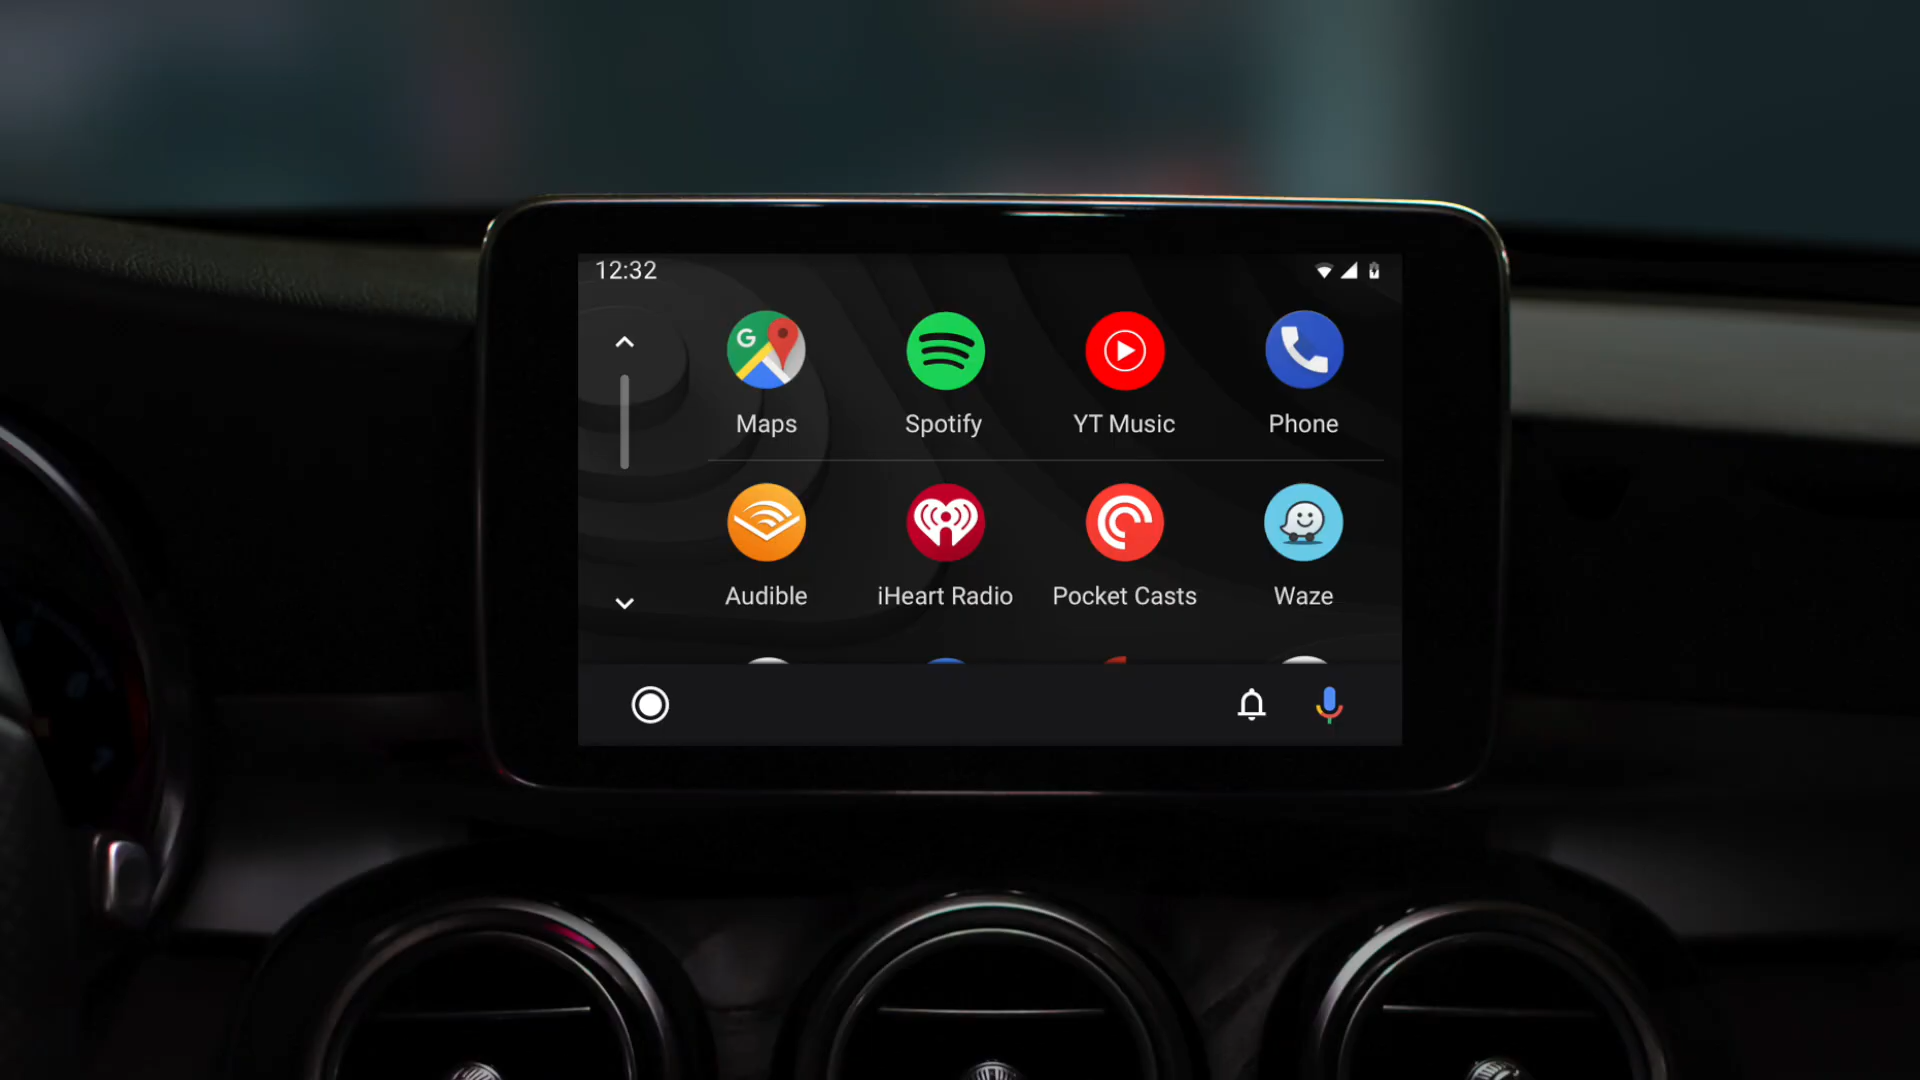 12:32
Maps
Spotify
YT Music
Phone
Audible
iHeart Radio
Pocket Casts
Waze